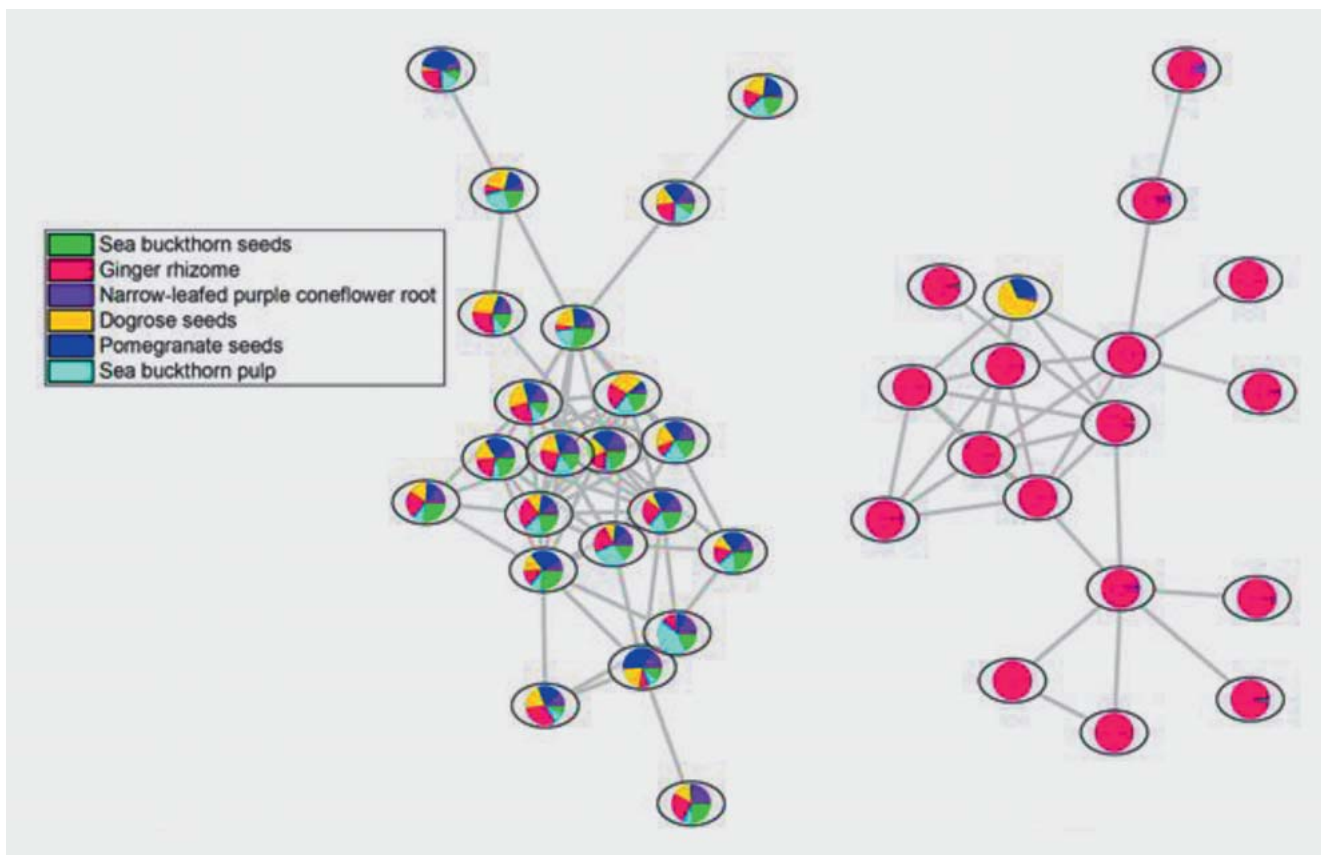 Sea buckthorn seeds
Ginger rhizome
Narrow-leafed purple coneflower root
Dogrose seeds
Pomegranate seeds
Sea buckthorn pulp